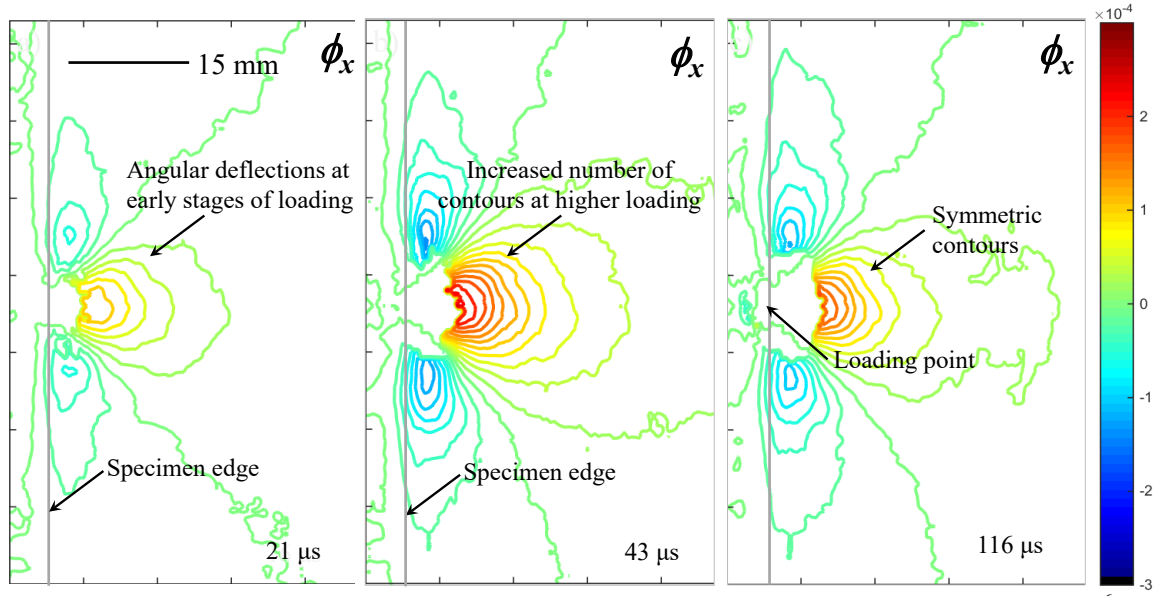 15 mm
ϕx
Angular deflections at
early stages of loading
Specimen edge
21 μs
ϕx
Increased number of
contours at higher loading
Specimen edge
43 μs
ϕx
Symmetric
contours
Loading point
116 μs
×10⁻⁴
2
1
0
-1
-2
-3